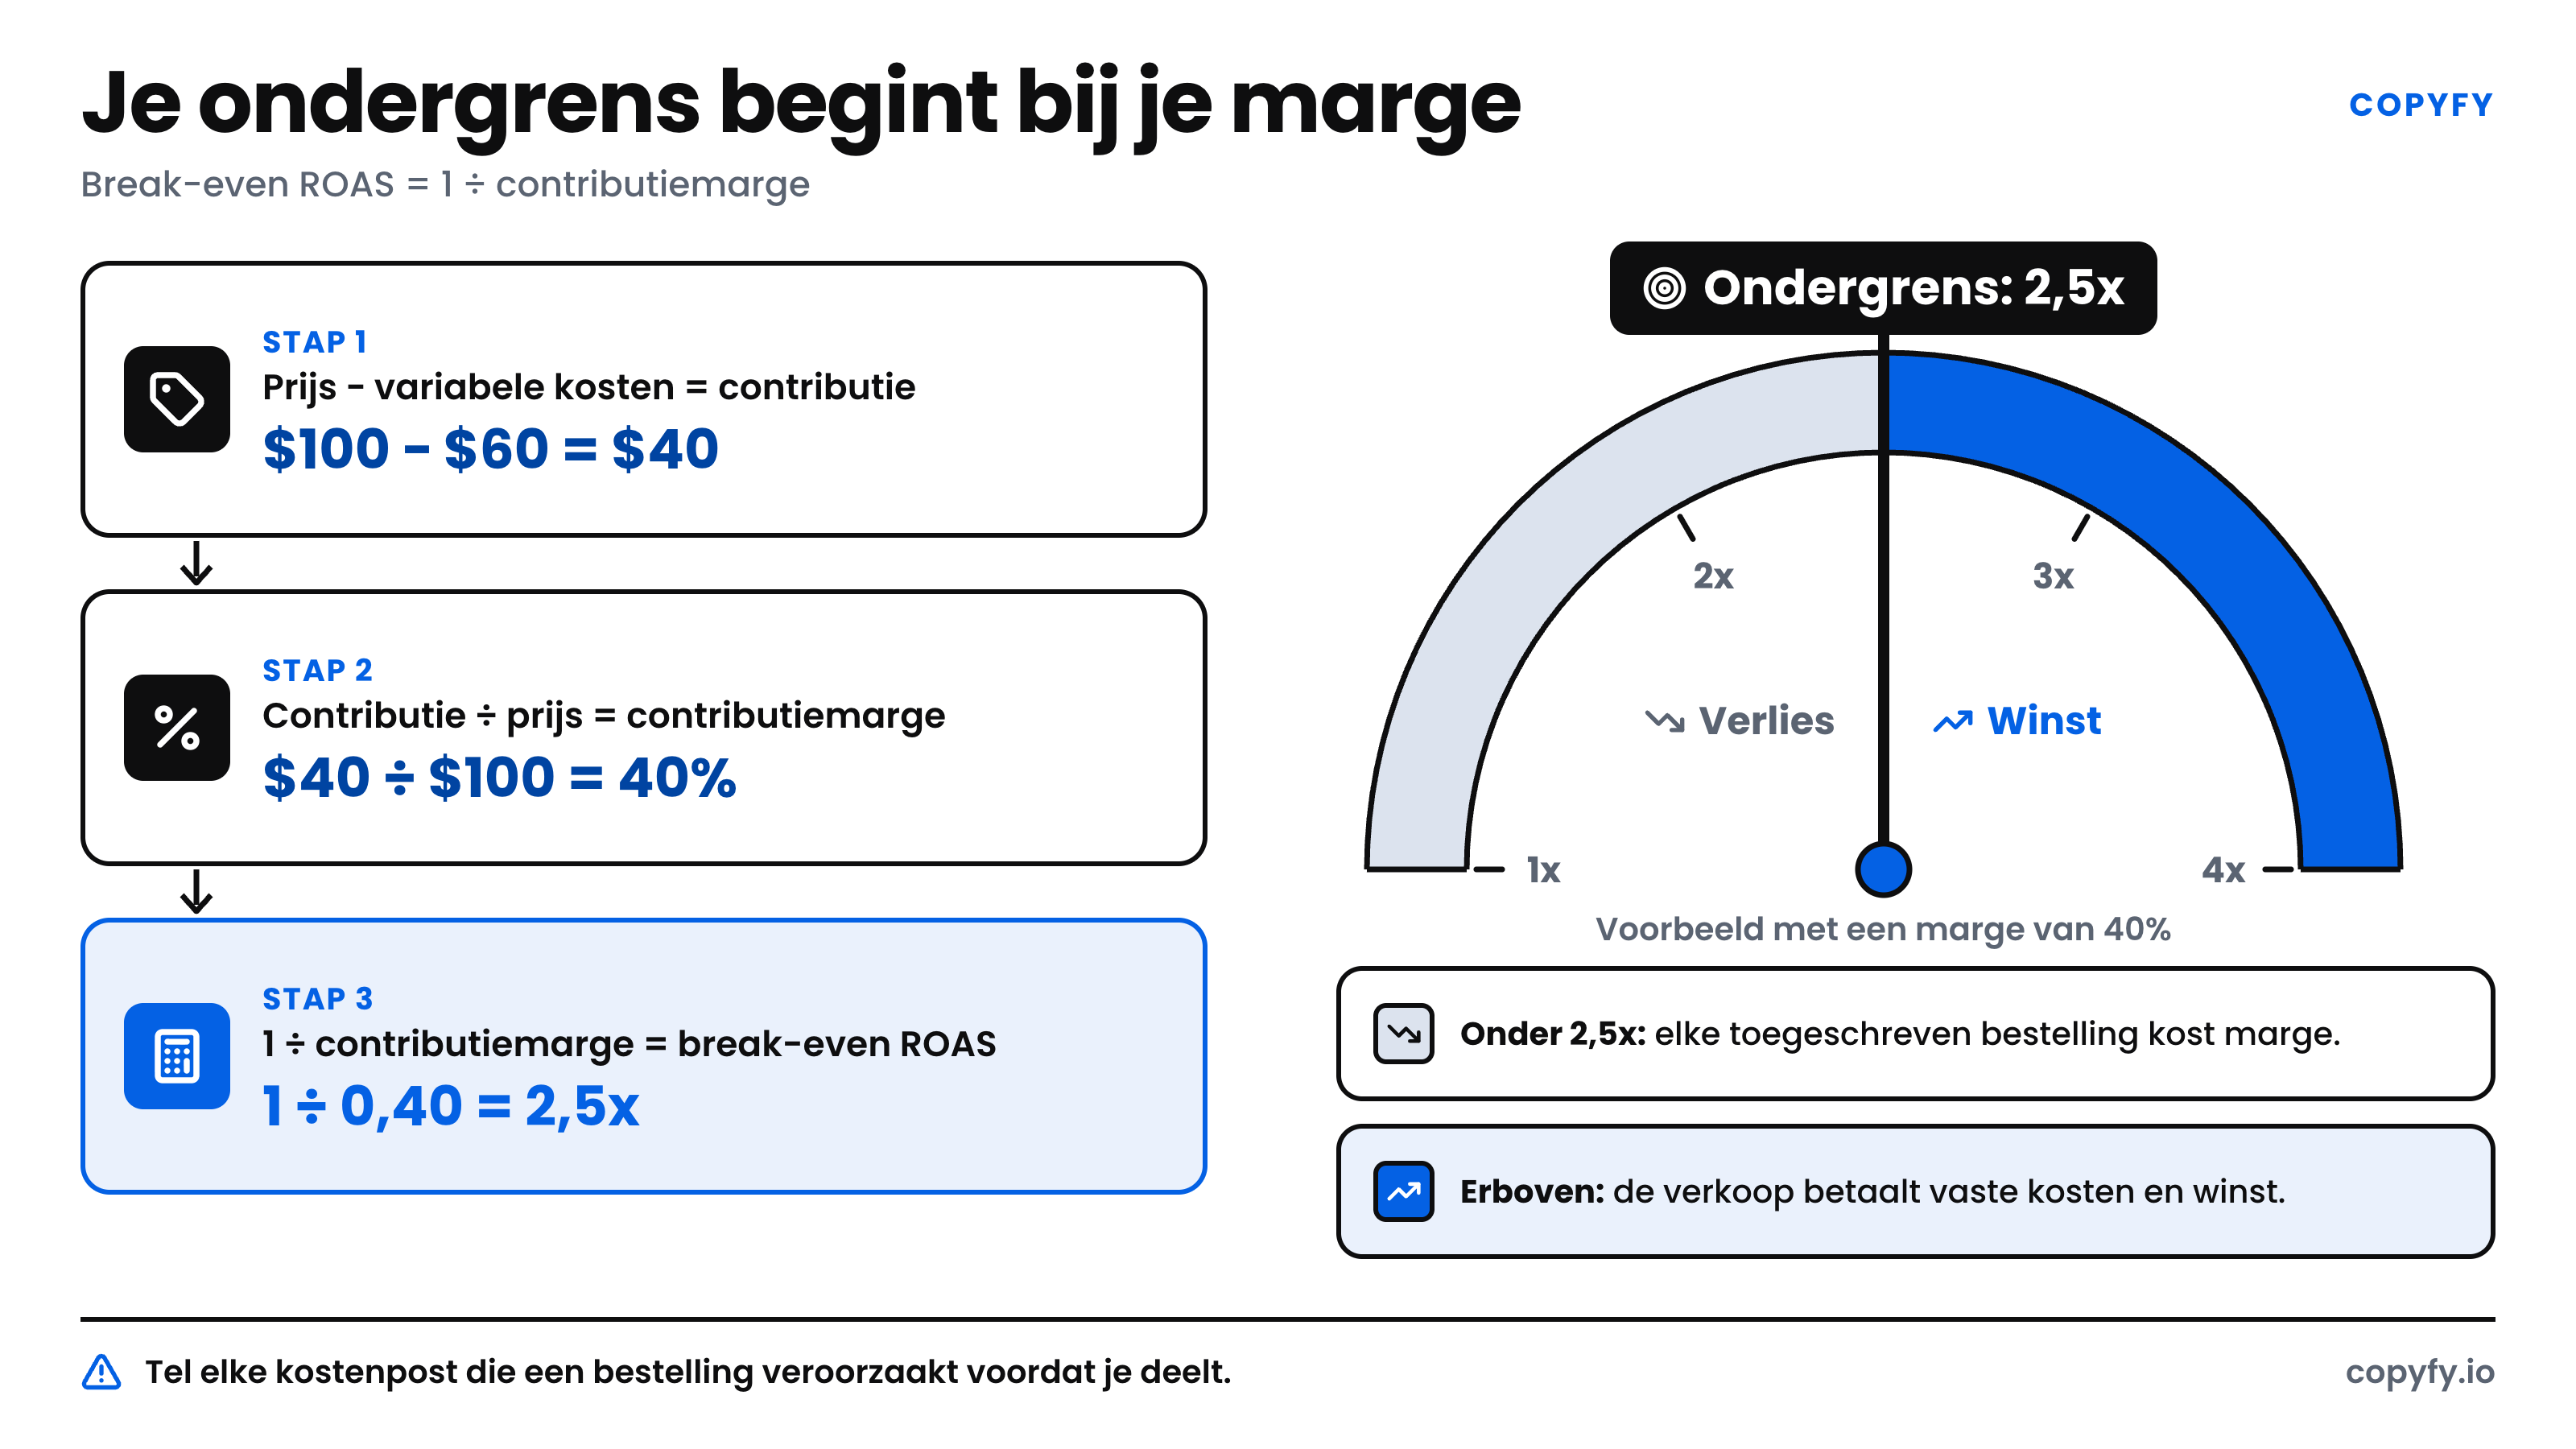 Je ondergrens begint bij je marge
COPYFY
Break-even ROAS = 1 ÷ contributiemarge
STAP 1
Prijs - variabele kosten = contributie
$100 - $60 = $40
STAP 2
Contributie ÷ prijs = contributiemarge
$40 ÷ $100 = 40%
STAP 3
1 ÷ contributiemarge = break-even ROAS
1 ÷ 0,40 = 2,5x
Ondergrens: 2,5x
2x
3x
Verlies
Winst
1x
4x
Voorbeeld met een marge van 40%
Onder 2,5x: elke toegeschreven bestelling kost marge.
Erboven: de verkoop betaalt vaste kosten en winst.
Tel elke kostenpost die een bestelling veroorzaakt voordat je deelt.
copyfy.io